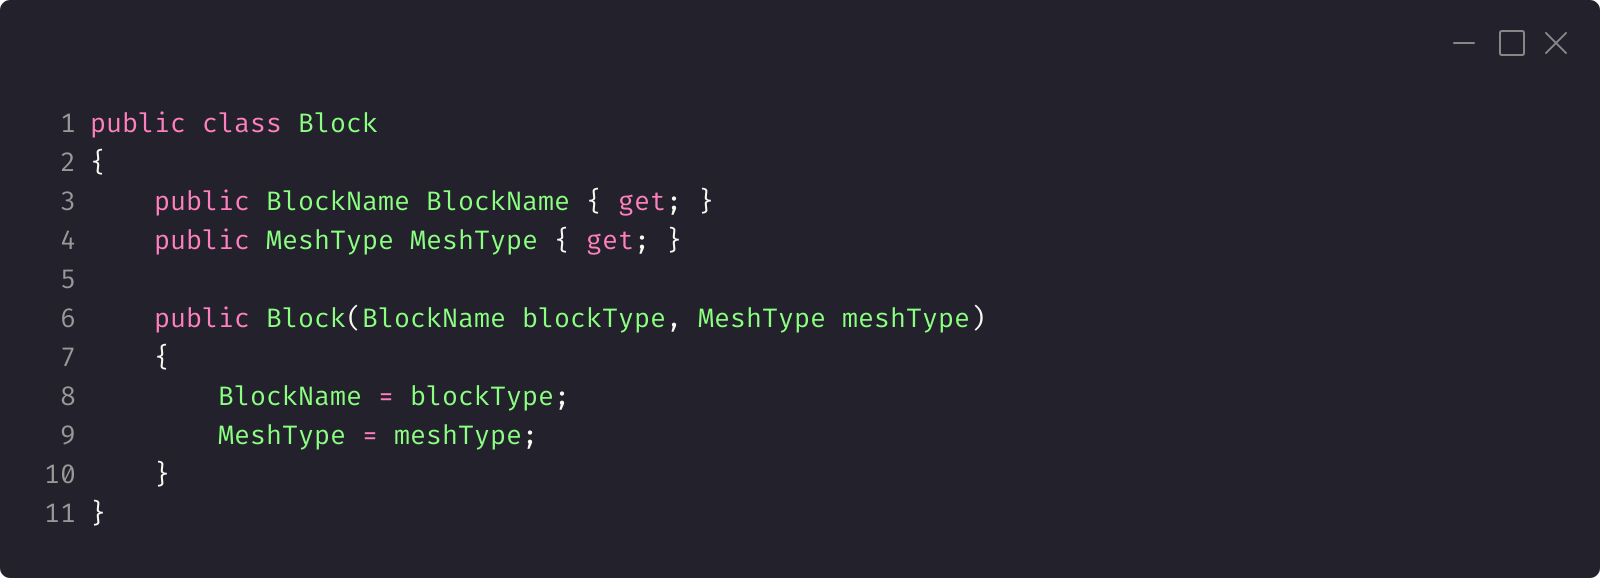 1 public class Block
2 {
3     public BlockName BlockName { get; }
4     public MeshType MeshType { get; }
5
6     public Block(BlockName blockType, MeshType meshType)
7     {
8         BlockName = blockType;
9         MeshType = meshType;
10     }
11 }